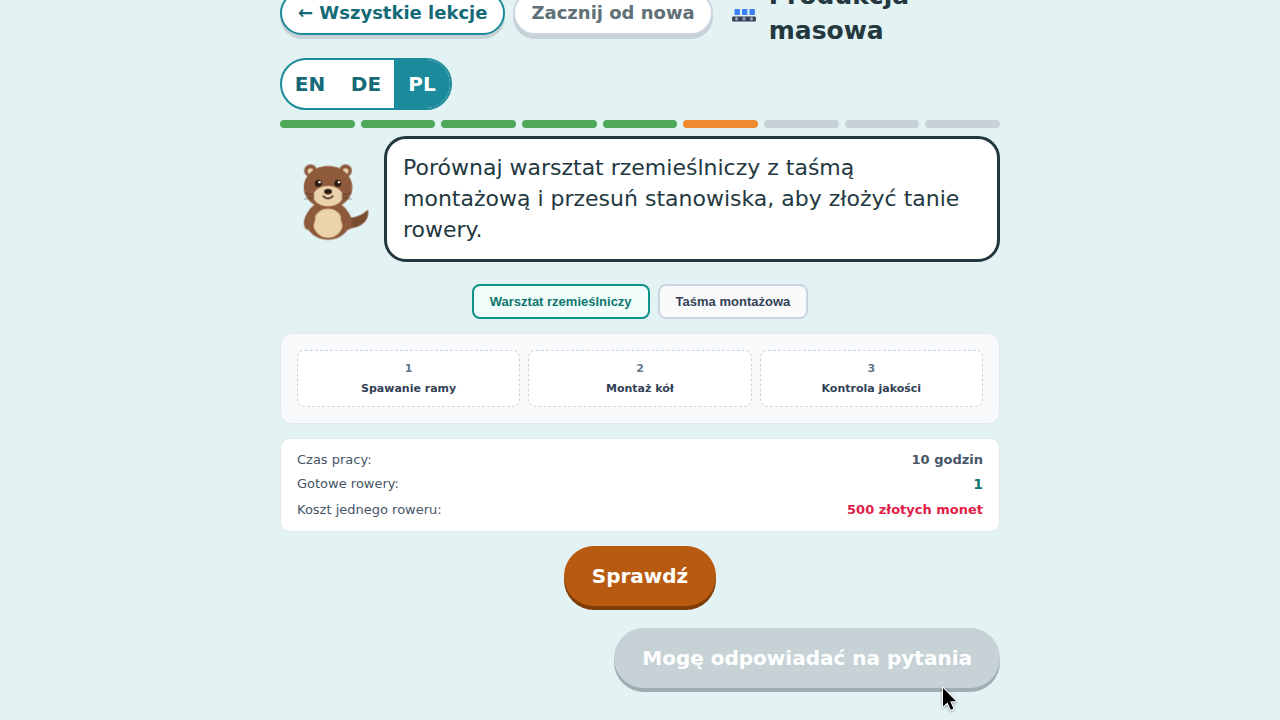 ← Wszystkie lekcje
Zacznij od nowa
Produkcja
masowa
EN DE PL
Porównaj warsztat rzemieślniczy z taśmą
montażową i przesuń stanowiska, aby złożyć tanie
rowery.
Warsztat rzemieślniczy
Taśma montażowa
1
Spawanie ramy
2
Montaż kół
3
Kontrola jakości
Czas pracy: 10 godzin
Gotowe rowery: 1
Koszt jednego roweru: 500 złotych monet
Sprawdź
Mogę odpowiadać na pytania